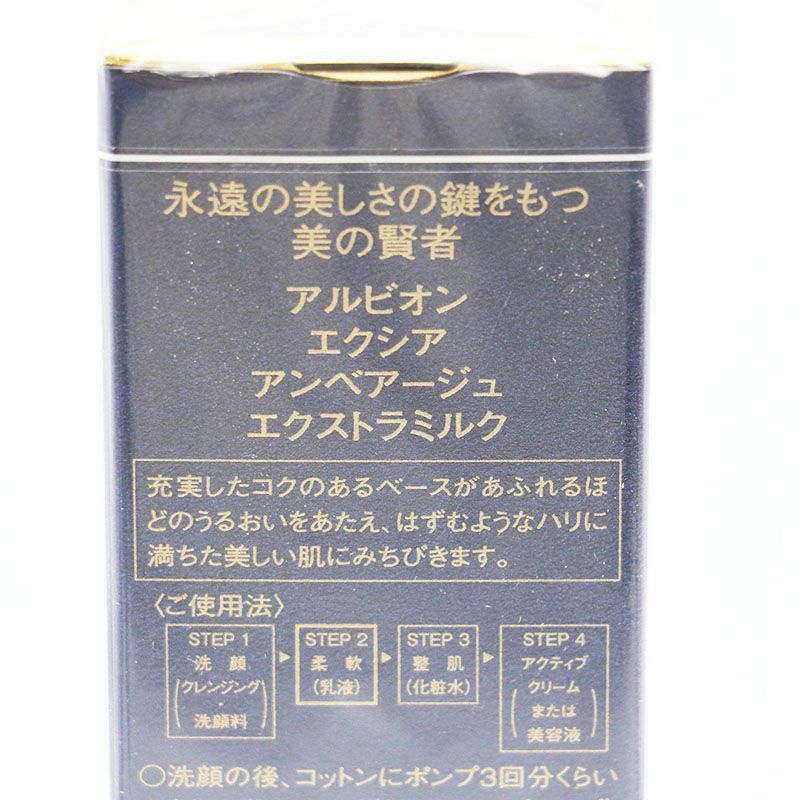 永遠の美しさの鍵をもつ
美の賢者
アルビオン
エクシア
アンベアージュ
エクストラミルク
充実したコクのあるベースがあふれるほ
どのうるおいをあたえ、はずむようなハリに
満ちた美しい肌にみちびきます。
〈ご使用法〉
STEP 1
洗顔
(クレンジング
・
洗顔料)
STEP 2
柔軟
(乳液)
STEP 3
整肌
(化粧水)
STEP 4
アクティブ
クリーム
または
美容液
○洗顔の後、コットンにポンプ3回分くらい